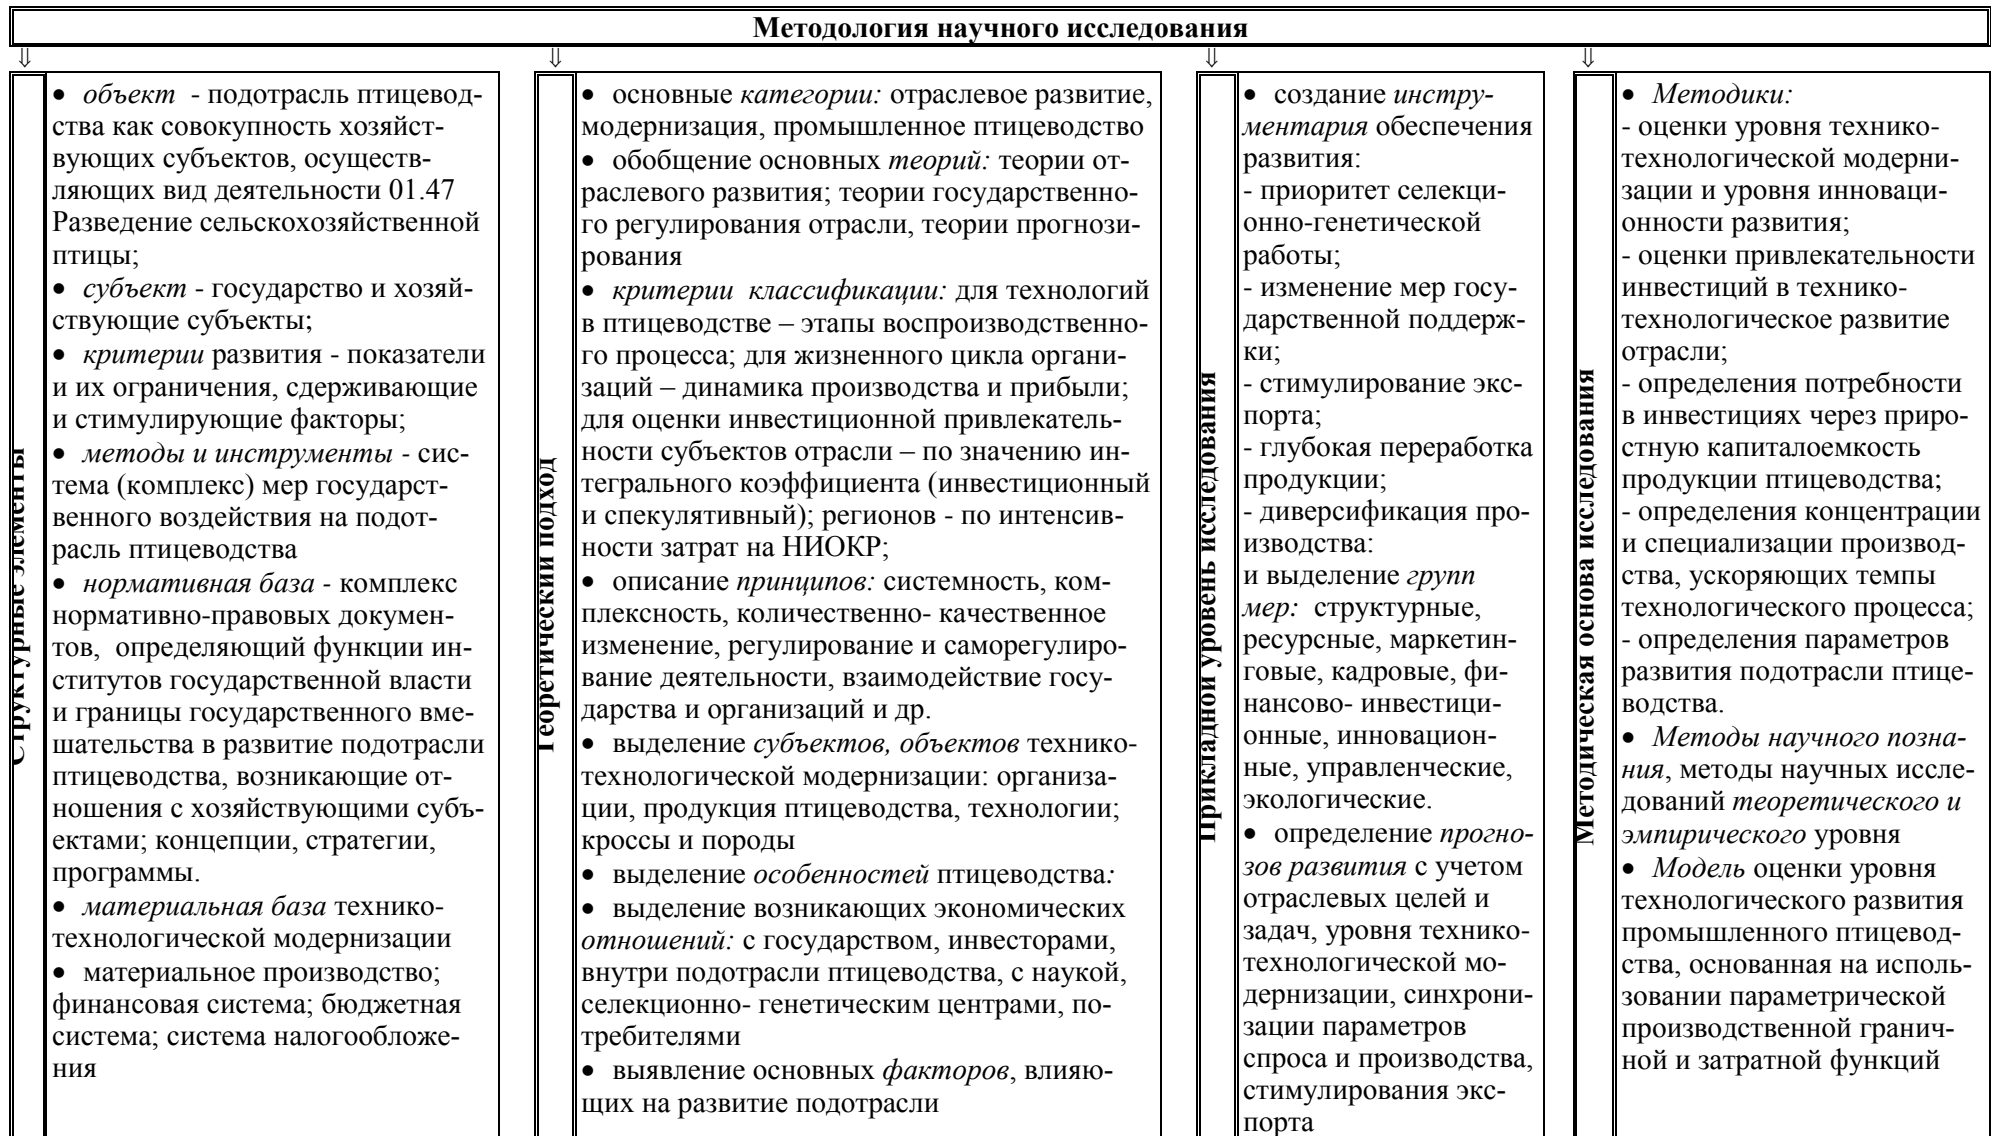 Методология научного исследования
⇓ ⇓ ⇓ ⇓
Структурные элементы
• объект - подотрасль птицевод-
ства как совокупность хозяйст-
вующих субъектов, осуществ-
ляющих вид деятельности 01.47
Разведение сельскохозяйственной
птицы;
• субъект - государство и хозяй-
ствующие субъекты;
• критерии развития - показатели
и их ограничения, сдерживающие
и стимулирующие факторы;
• методы и инструменты - сис-
тема (комплекс) мер государст-
венного воздействия на подот-
расль птицеводства
• нормативная база - комплекс
нормативно-правовых докумен-
тов, определяющий функции ин-
ститутов государственной власти
и границы государственного вме-
шательства в развитие подотрасли
птицеводства, возникающие от-
ношения с хозяйствующими субъ-
ектами; концепции, стратегии,
программы.
• материальная база технико-
технологической модернизации
• материальное производство;
финансовая система; бюджетная
система; система налогообложе-
ния
Теоретический подход
• основные категории: отраслевое развитие,
модернизация, промышленное птицеводство
• обобщение основных теорий: теории от-
раслевого развития; теории государственно-
го регулирования отрасли, теории прогнози-
рования
• критерии классификации: для технологий
в птицеводстве – этапы воспроизводственно-
го процесса; для жизненного цикла органи-
заций – динамика производства и прибыли;
для оценки инвестиционной привлекатель-
ности субъектов отрасли – по значению ин-
тегрального коэффициента (инвестиционный
и спекулятивный); регионов - по интенсив-
ности затрат на НИОКР;
• описание принципов: системность, ком-
плексность, количественно- качественное
изменение, регулирование и саморегулиро-
вание деятельности, взаимодействие госу-
дарства и организаций и др.
• выделение субъектов, объектов технико-
технологической модернизации: организа-
ции, продукция птицеводства, технологии;
кроссы и породы
• выделение особенностей птицеводства:
• выделение возникающих экономических
отношений: с государством, инвесторами,
внутри подотрасли птицеводства, с наукой,
селекционно- генетическим центрами, по-
требителями
• выявление основных факторов, влияю-
щих на развитие подотрасли
Прикладной уровень исследования
• создание инстру-
ментария обеспечения
развития:
- приоритет селекци-
онно-генетической
работы;
- изменение мер госу-
дарственной поддерж-
ки;
- стимулирование экс-
порта;
- глубокая переработка
продукции;
- диверсификация про-
изводства:
и выделение групп
мер: структурные,
ресурсные, маркетин-
говые, кадровые, фи-
нансово- инвестици-
онные, инновацион-
ные, управленческие,
экологические.
• определение прогно-
зов развития с учетом
отраслевых целей и
задач, уровня технико-
технологической мо-
дернизации, синхрони-
зации параметров
спроса и производства,
стимулирования экс-
порта
Методическая основа исследования
• Методики:
- оценки уровня технико-
технологической модерни-
зации и уровня инноваци-
онности развития;
- оценки привлекательности
инвестиций в технико-
технологическое развитие
отрасли;
- определения потребности
в инвестициях через приро-
стную капиталоемкость
продукции птицеводства;
- определения концентрации
и специализации производ-
ства, ускоряющих темпы
технологического процесса;
- определения параметров
развития подотрасли птице-
водства.
• Методы научного позна-
ния, методы научных иссле-
дований теоретического и
эмпирического уровня
• Модель оценки уровня
технологического развития
промышленного птицевод-
ства, основанная на исполь-
зовании параметрической
производственной гранич-
ной и затратной функций